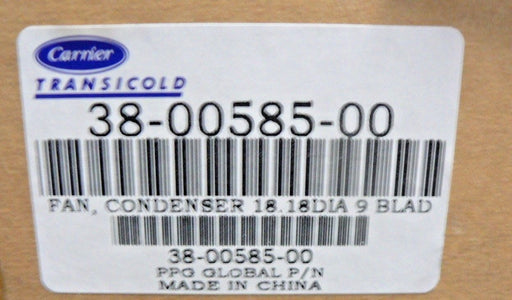 Carrier
TRANSICOLD
38-00585-00
FAN, CONDENSER 18.18DIA 9 BLAD
38-00585-00
PPG GLOBAL P/N
MADE IN CHINA